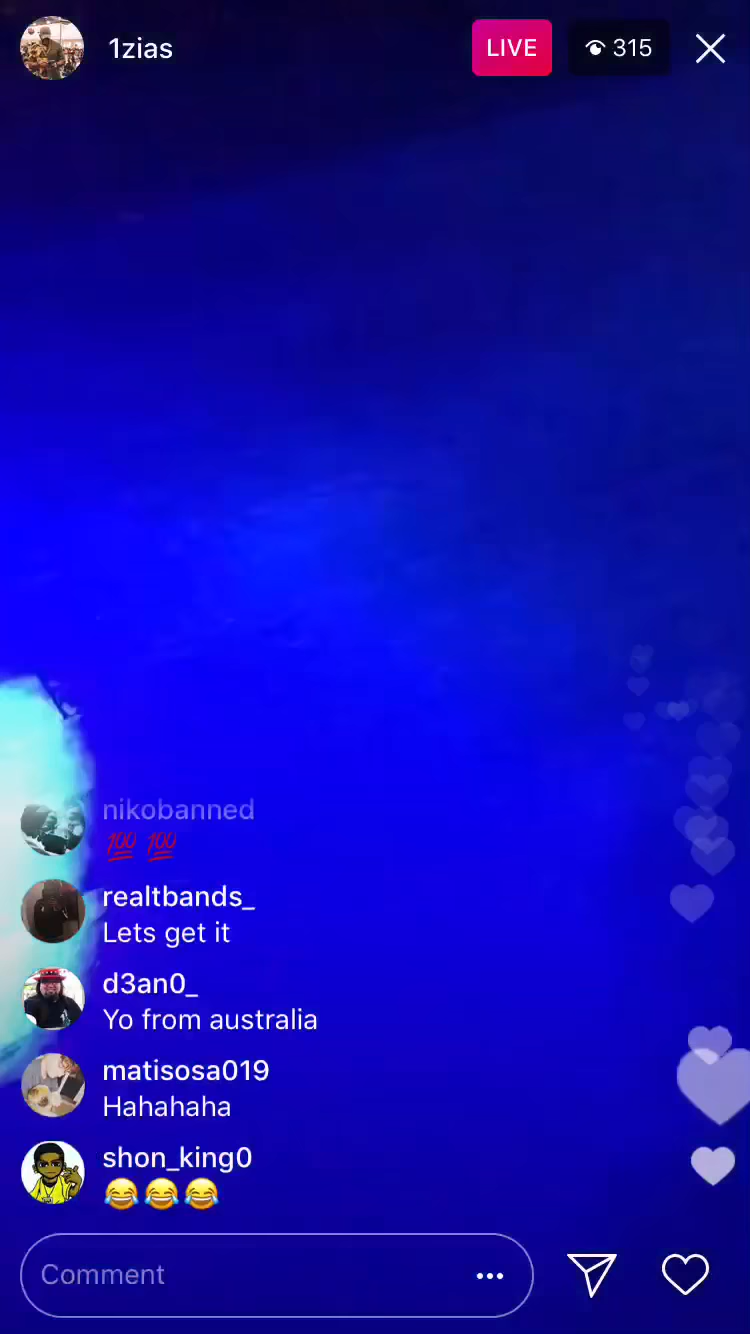 1zias
LIVE
315
nikobanned
💯 💯
realtbands_
Lets get it
d3an0_
Yo from australia
matisosa019
Hahahaha
shon_king0
😂😂😂
Comment